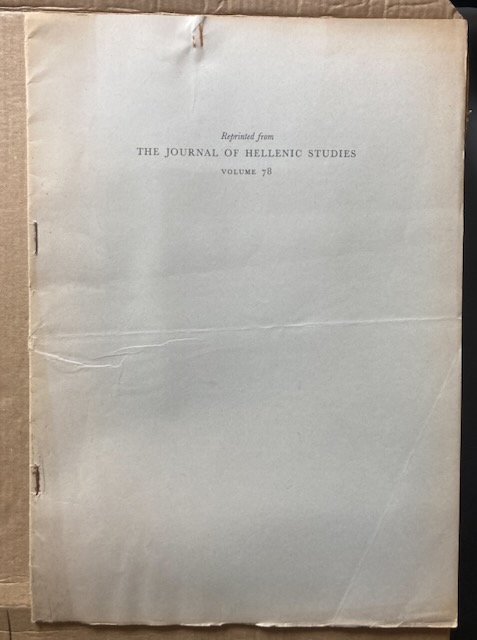 Reprinted from
THE JOURNAL OF HELLENIC STUDIES
VOLUME 78